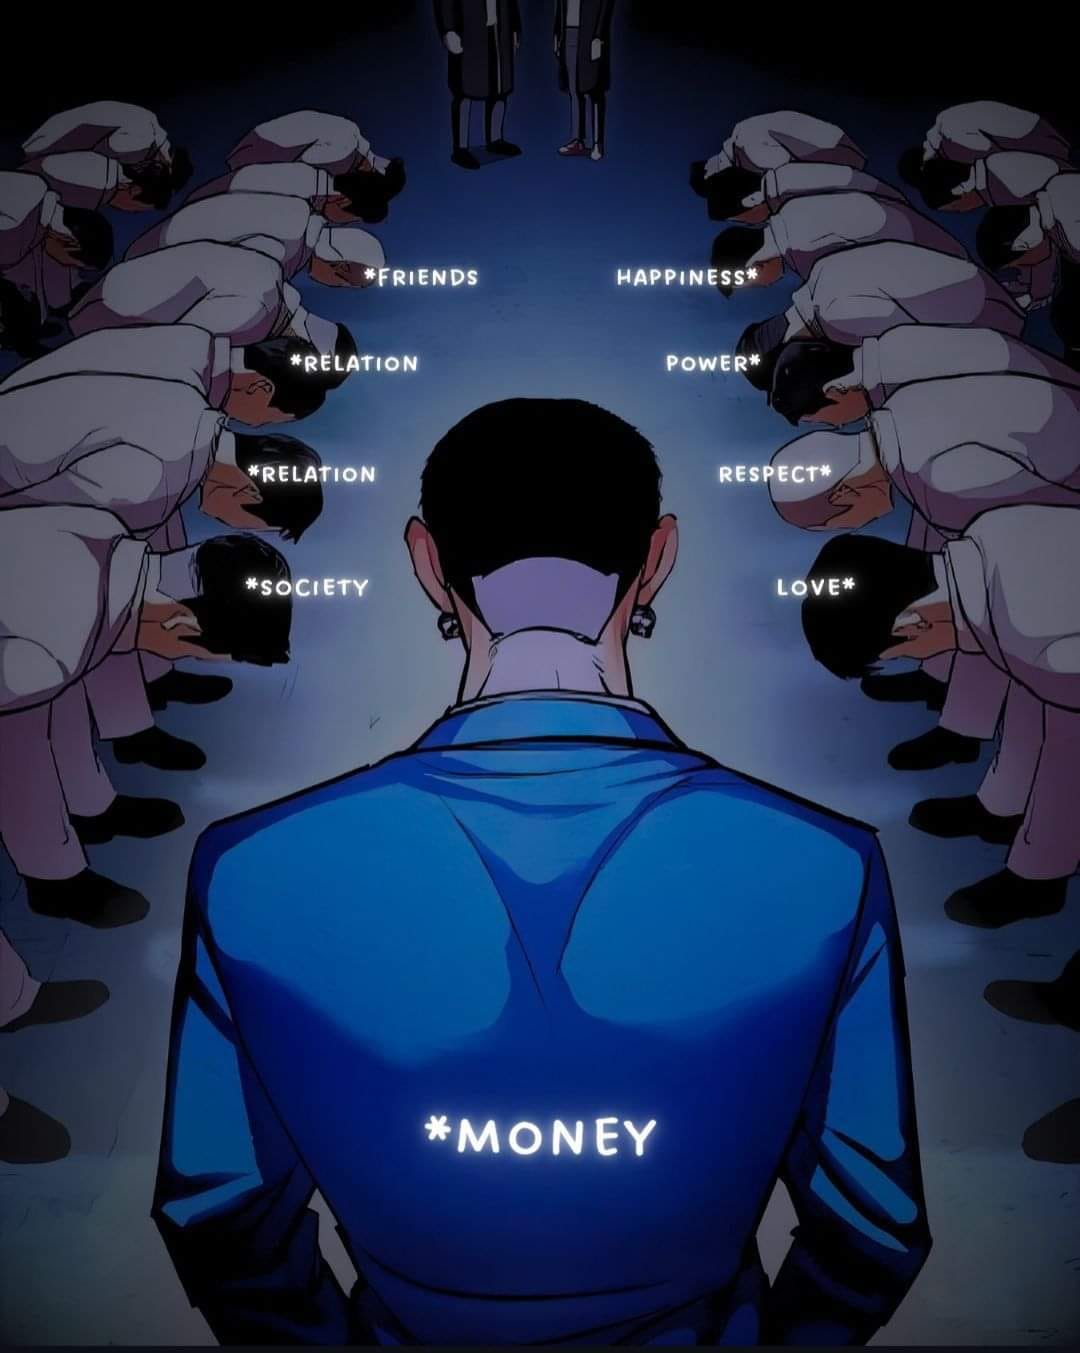 *FRIENDS
HAPPINESS*
*RELATION
POWER*
*RELATION
RESPECT*
*SOCIETY
LOVE*
*MONEY